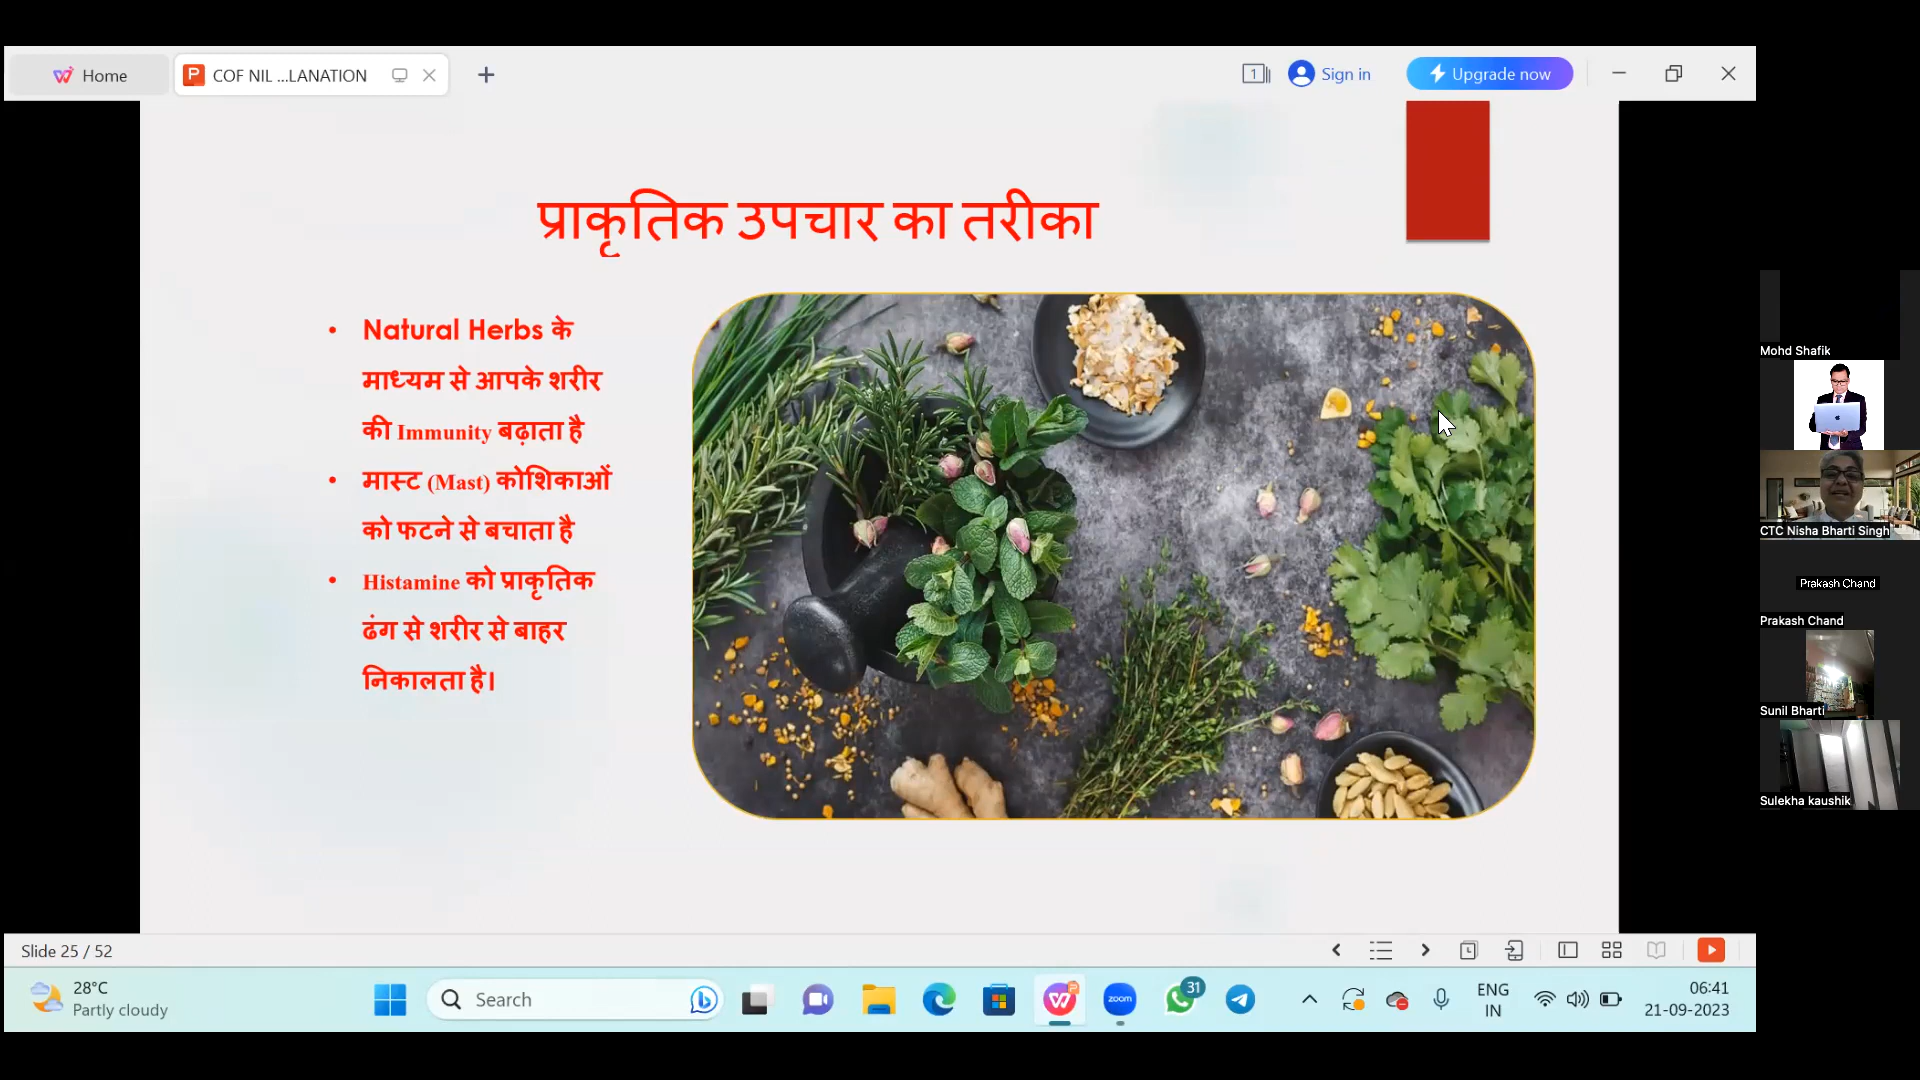 Home
COF NIL ...LANATION
1
Sign in
Upgrade now
प्राकृतिक उपचार का तरीका
• Natural Herbs के
माध्यम से आपके शरीर
की Immunity बढ़ाता है
• मास्ट (Mast) कोशिकाओं
को फटने से बचाता है
• Histamine को प्राकृतिक
ढंग से शरीर से बाहर
निकालता है।
Mohd Shafik
CTC Nisha Bharti Singh
Prakash Chand
Prakash Chand
Sunil Bharti
Sulekha kaushik
Slide 25 / 52
28°C
Partly cloudy
Search
zoom
31
ENG
IN
06:41
21-09-2023